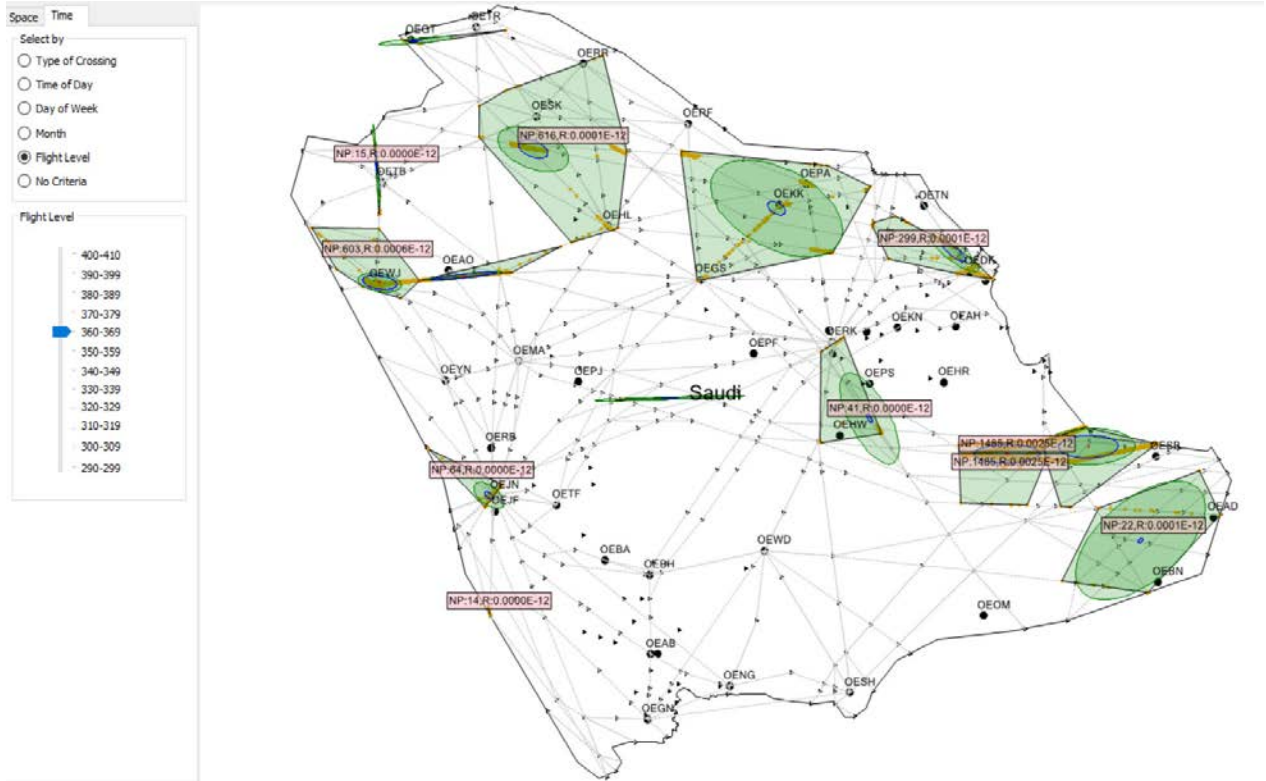 Space
Time
Select by
Type of Crossing
Time of Day
Day of Week
Month
Flight Level
No Criteria
Flight Level
400-410
390-399
380-389
370-379
360-369
350-359
340-349
330-339
320-329
310-319
300-309
290-299
OETR
OEGT
OERR
OESK
OERF
NP:616,R:0.0001E-12
NP:15,R:0.0000E-12
OETB
OEPA
OEKK
OETN
OEHL
NP:299,R:0.0001E-12
NP:603,R:0.0006E-12
OEDK
OEAO
OEWJ
OEGS
OEKN
OEAH
ERK
OEMA
OEPF
OEYN
OEPJ
OEPS
OEHR
Saudi
NP:41,R:0.0000E-12
OEHW
OERB
NP:1485,R:0.0025E-12
OESB
NP:1485,R:0.0025E-12
NP:64,R:0.0000E-12
OEJN
OEJF
OETF
OEAD
NP:22,R:0.0001E-12
OEWD
OEBA
OEBH
OEBN
NP:14,R:0.0000E-12
OEOM
OEAB
OENG
OESH
OEGN